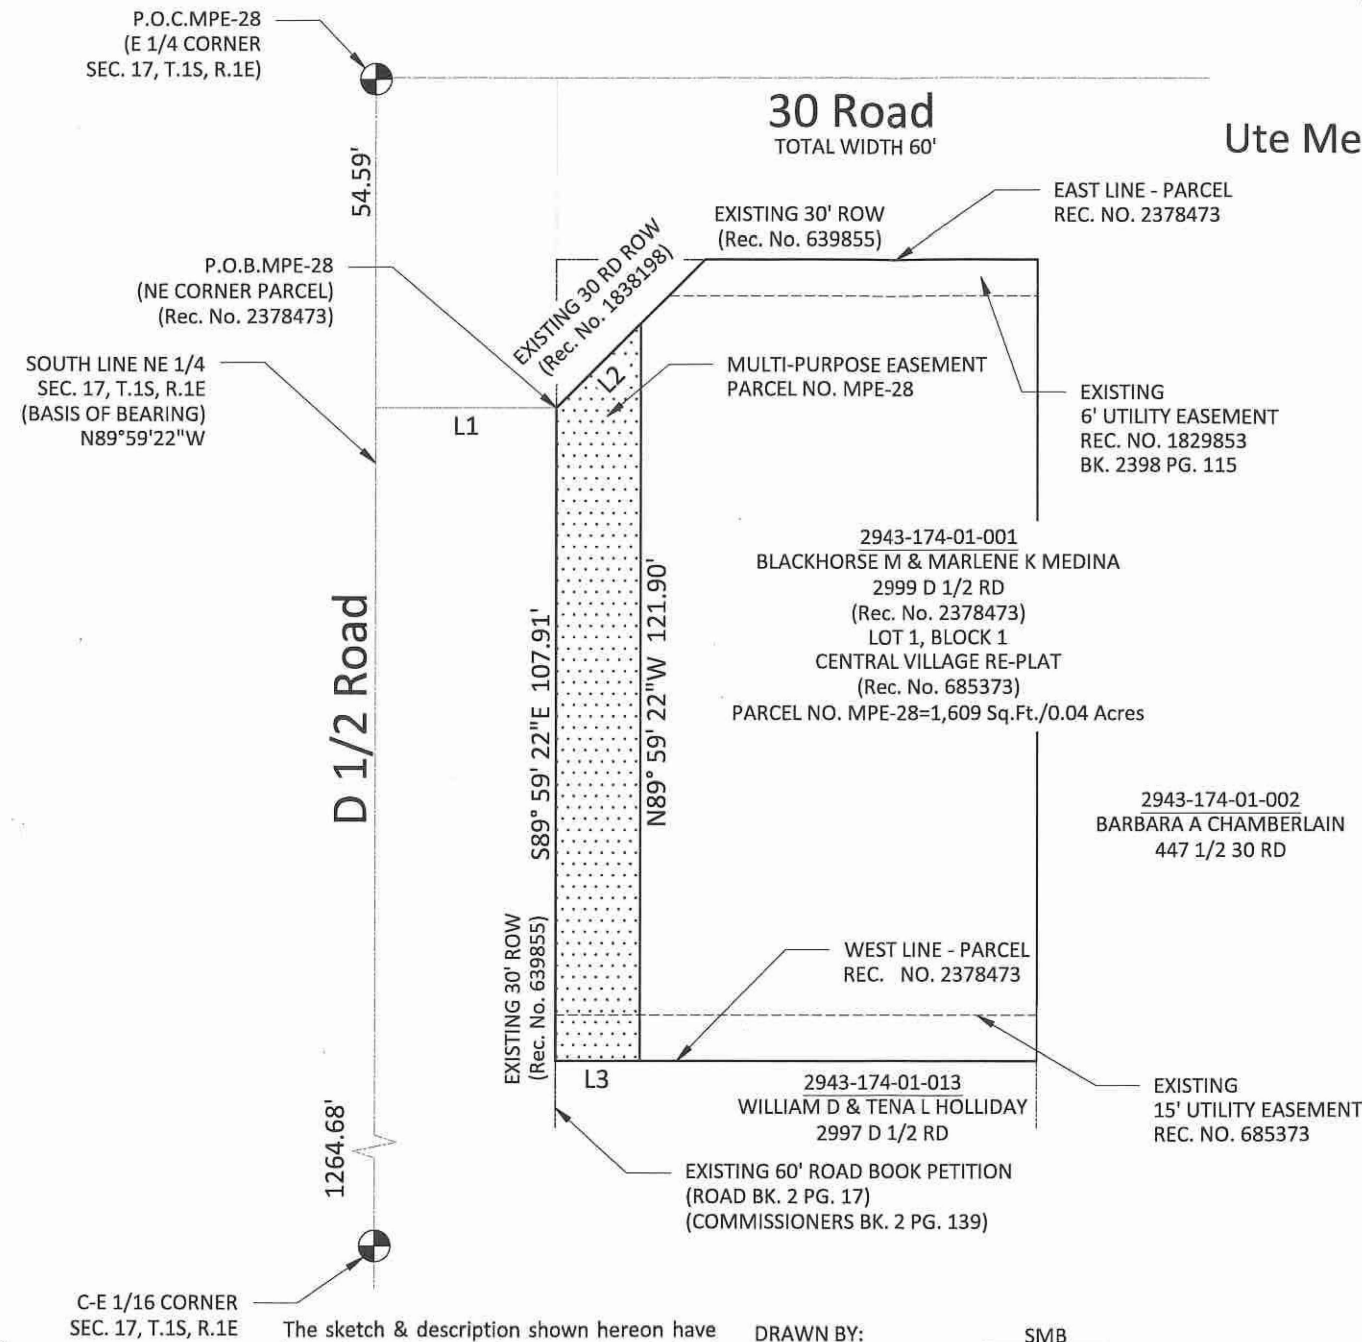 P.O.C.MPE-28
(E 1/4 CORNER
SEC. 17, T.1S, R.1E)
30 Road
TOTAL WIDTH 60'
Ute Me
54.59'
EAST LINE - PARCEL
REC. NO. 2378473
EXISTING 30' ROW
(Rec. No. 639855)
EXISTING 30 RD ROW
(Rec. No. 1838198)
P.O.B.MPE-28
(NE CORNER PARCEL)
(Rec. No. 2378473)
SOUTH LINE NE 1/4
SEC. 17, T.1S, R.1E
(BASIS OF BEARING)
N89°59'22"W
L1
L2
MULTI-PURPOSE EASEMENT
PARCEL NO. MPE-28
EXISTING
6' UTILITY EASEMENT
REC. NO. 1829853
BK. 2398 PG. 115
2943-174-01-001
BLACKHORSE M & MARLENE K MEDINA
2999 D 1/2 RD
(Rec. No. 2378473)
LOT 1, BLOCK 1
CENTRAL VILLAGE RE-PLAT
(Rec. No. 685373)
PARCEL NO. MPE-28=1,609 Sq.Ft./0.04 Acres
D 1/2 Road
S89° 59' 22"E 107.91'
N89° 59' 22"W 121.90'
2943-174-01-002
BARBARA A CHAMBERLAIN
447 1/2 30 RD
EXISTING 30' ROW
(Rec. No. 639855)
WEST LINE - PARCEL
REC. NO. 2378473
L3
2943-174-01-013
WILLIAM D & TENA L HOLLIDAY
2997 D 1/2 RD
EXISTING
15' UTILITY EASEMENT
REC. NO. 685373
1264.68'
EXISTING 60' ROAD BOOK PETITION
(ROAD BK. 2 PG. 17)
(COMMISSIONERS BK. 2 PG. 139)
C-E 1/16 CORNER
SEC. 17, T.1S, R.1E
The sketch & description shown hereon have
DRAWN BY: SMB